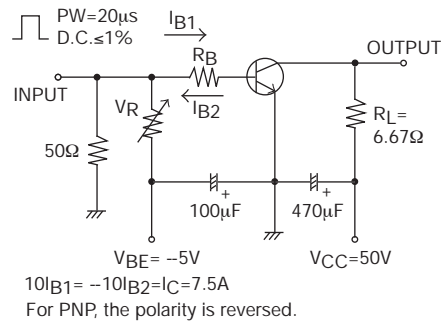 PW=20μs
D.C.≤1%
IB1
RB
OUTPUT
INPUT
VR
IB2
RL=
6.67Ω
50Ω
+
+
100μF
470μF
VBE= --5V
VCC=50V
10IB1= --10IB2=IC=7.5A
For PNP, the polarity is reversed.